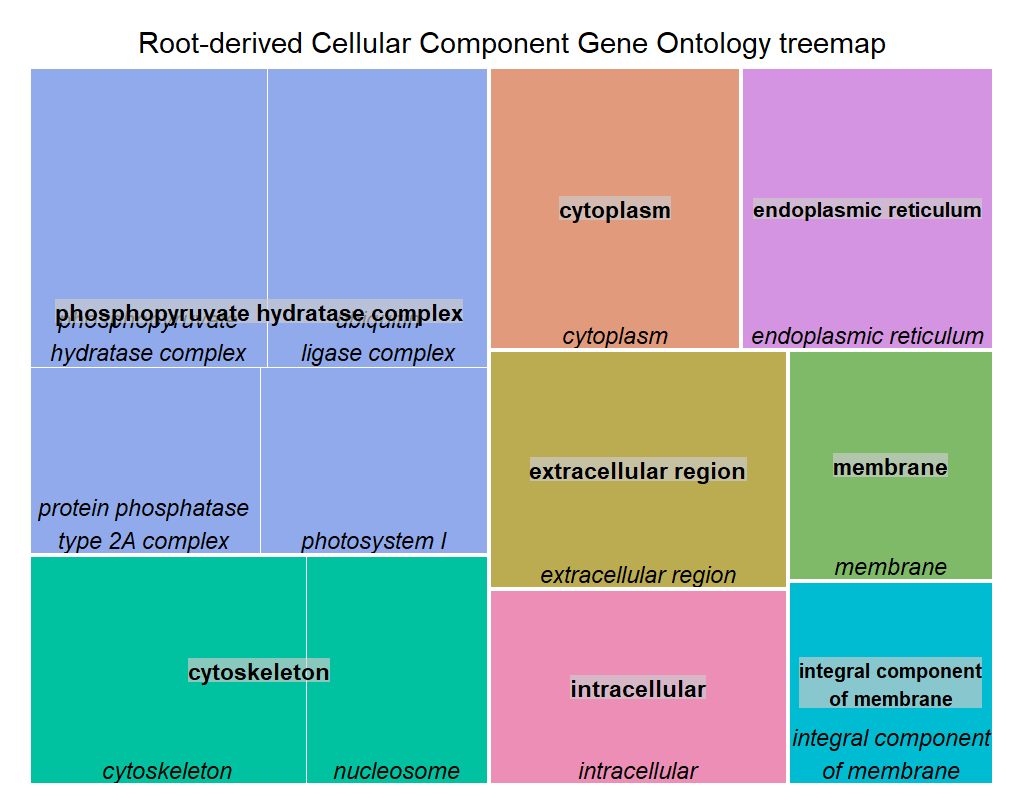 Root-derived Cellular Component Gene Ontology treemap
phosphopyruvate hydratase complex
phosphopyruvate
hydratase complex
ubiquitin
ligase complex
protein phosphatase
type 2A complex
photosystem I
cytoskeleton
cytoskeleton
nucleosome
cytoplasm
cytoplasm
endoplasmic reticulum
endoplasmic reticulum
extracellular region
extracellular region
membrane
membrane
intracellular
intracellular
integral component
of membrane
integral component
of membrane